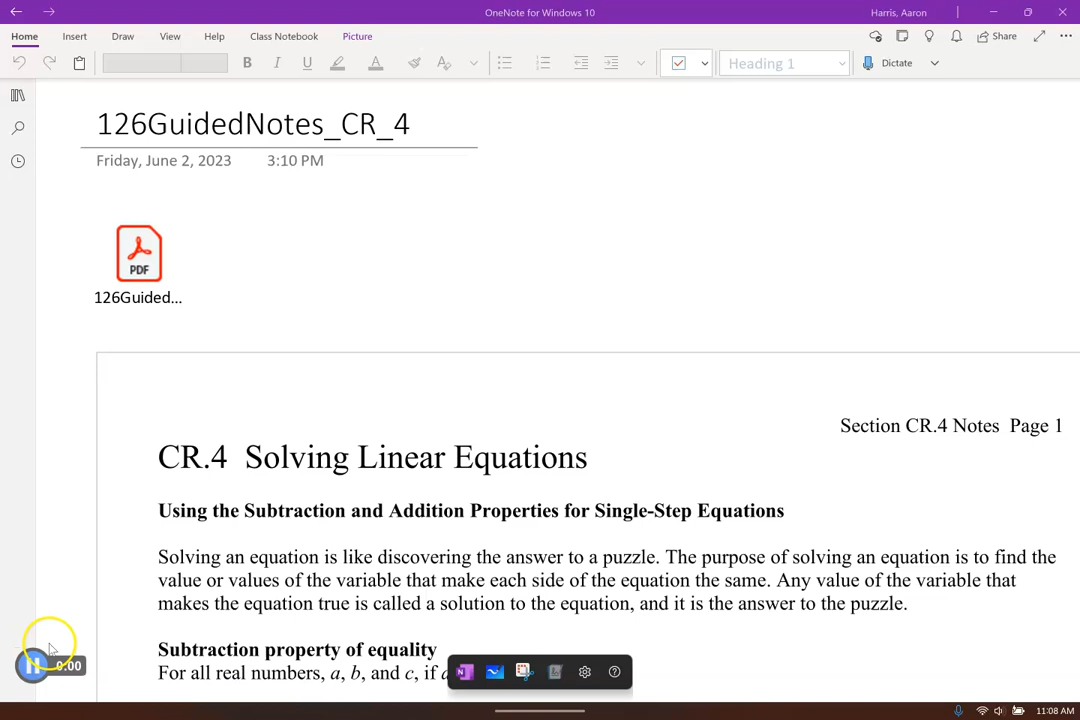 OneNote for Windows 10
Harris, Aaron
Home Insert Draw View Help Class Notebook Picture
Share
B I U A
Heading 1
Dictate
126GuidedNotes_CR_4
Friday, June 2, 2023 3:10 PM
PDF
126Guided...
Section CR.4 Notes Page 1
CR.4 Solving Linear Equations
Using the Subtraction and Addition Properties for Single-Step Equations
Solving an equation is like discovering the answer to a puzzle. The purpose of solving an equation is to find the
value or values of the variable that make each side of the equation the same. Any value of the variable that
makes the equation true is called a solution to the equation, and it is the answer to the puzzle.
Subtraction property of equality
For all real numbers, a, b, and c, if a
0:00
11:08 AM